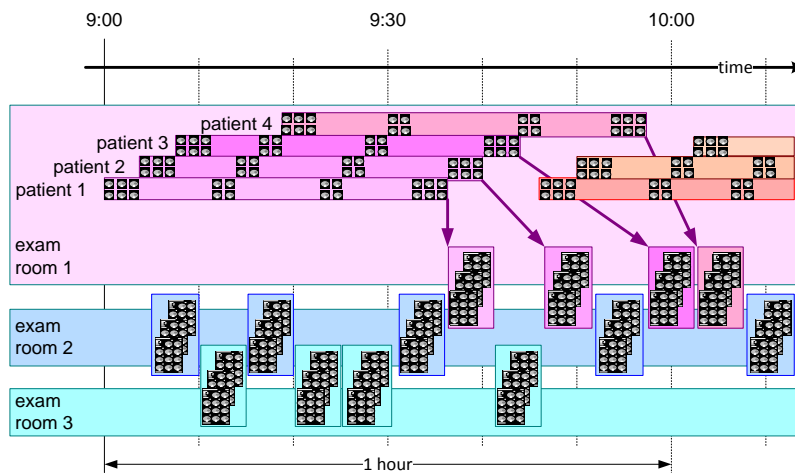 9:00 9:30 10:00
time
patient 4
patient 3
patient 2
patient 1
exam
room 1
exam
room 2
exam
room 3
1 hour